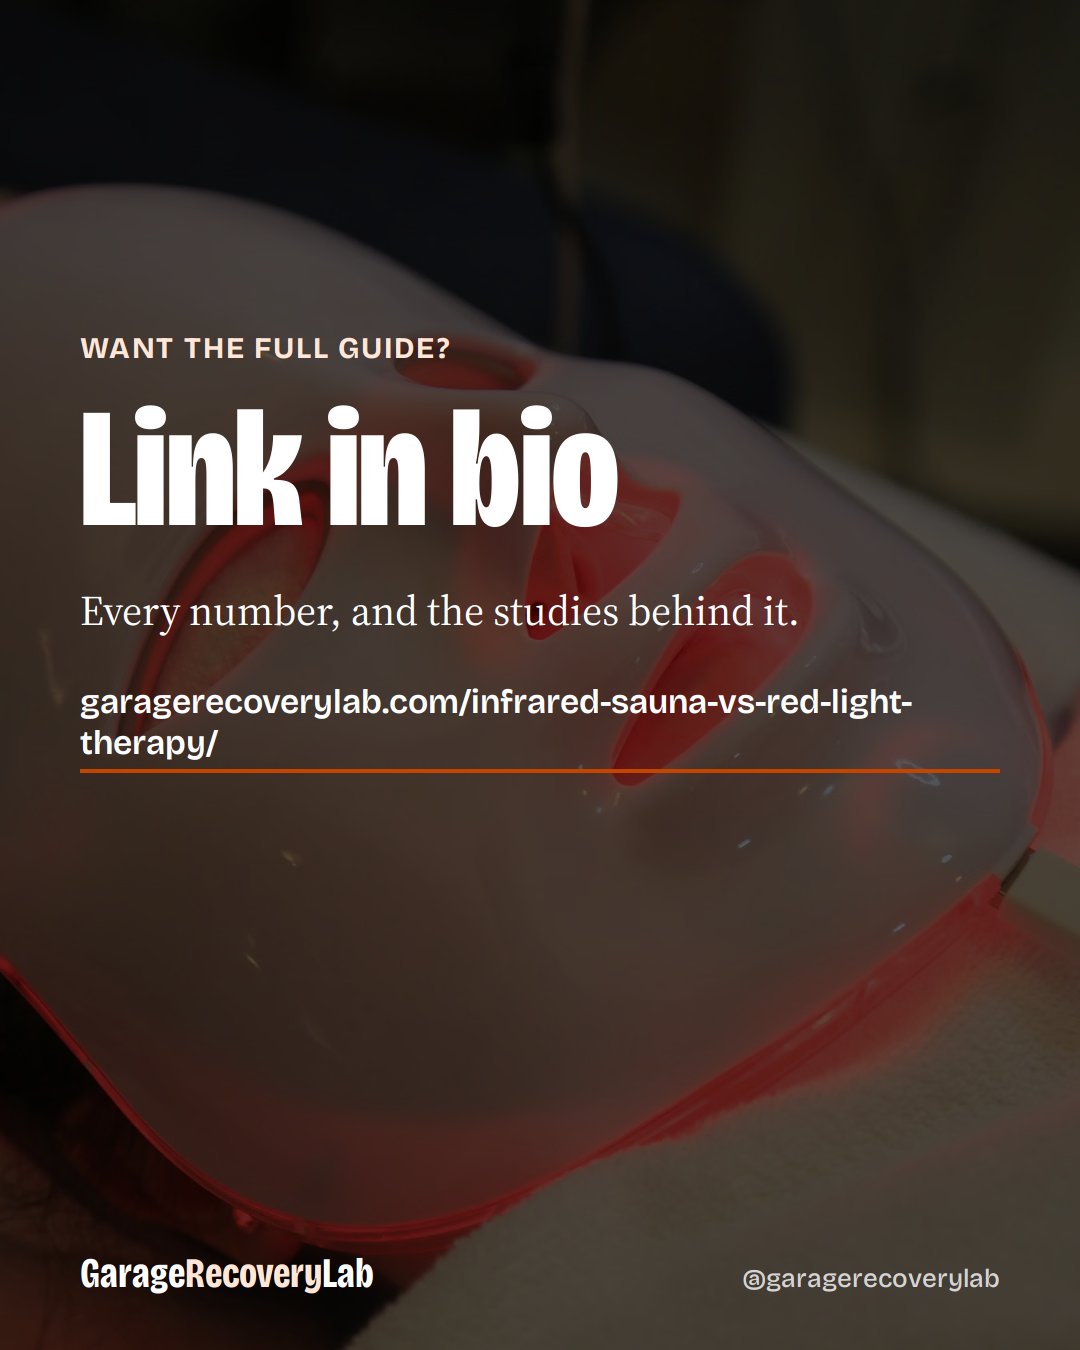 WANT THE FULL GUIDE?
Link in bio
Every number, and the studies behind it.
garagerecoverylab.com/infrared-sauna-vs-red-light-
therapy/
GarageRecoveryLab
@garagerecoverylab